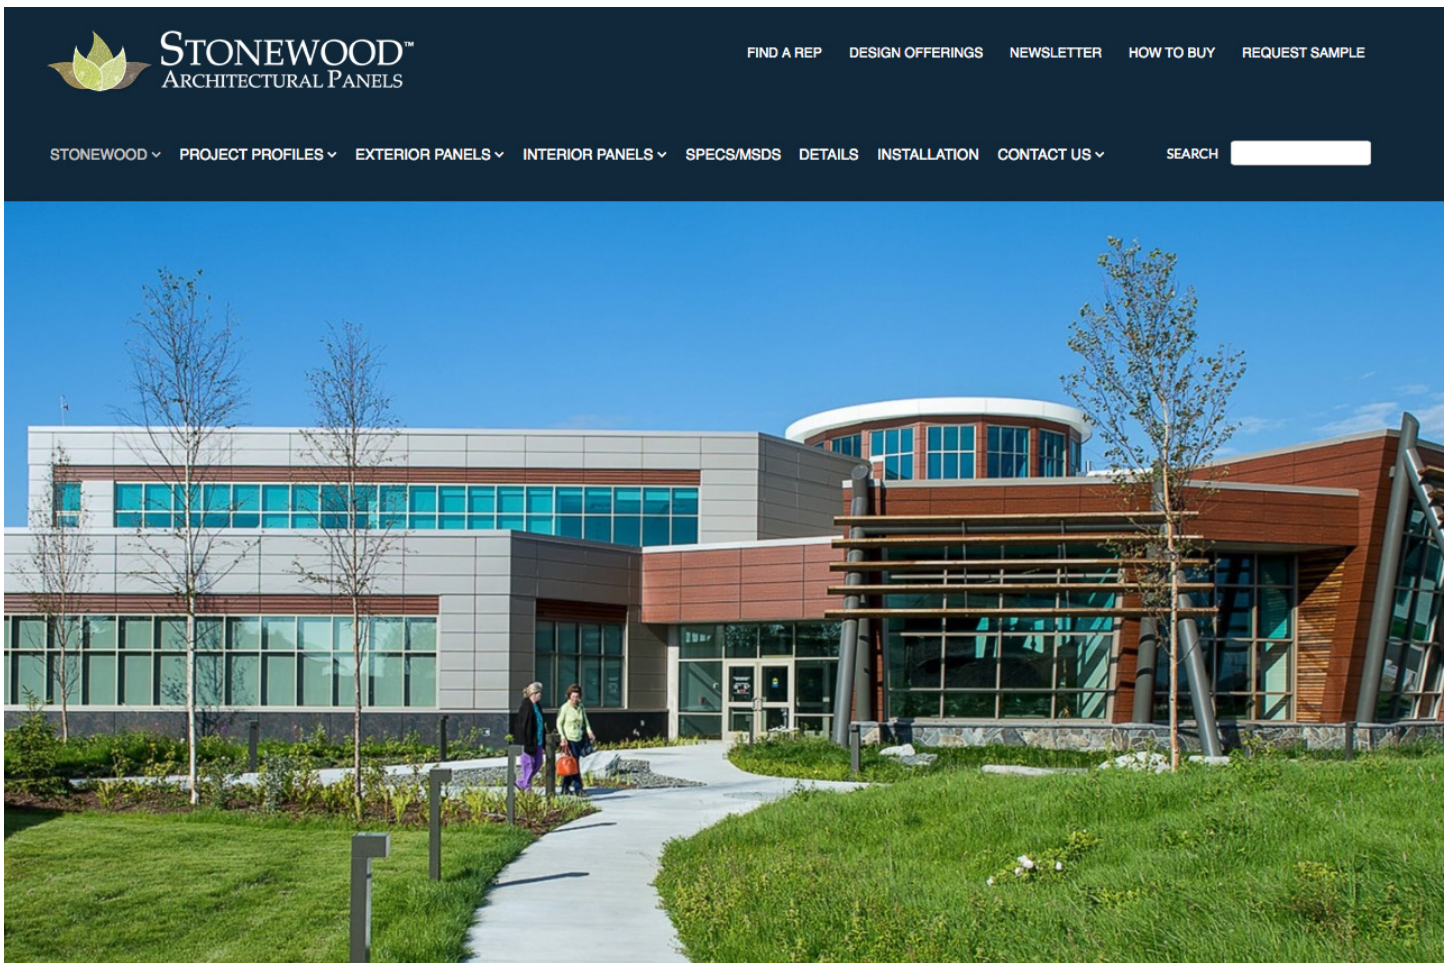 STONEWOOD™
ARCHITECTURAL PANELS
FIND A REP DESIGN OFFERINGS NEWSLETTER HOW TO BUY REQUEST SAMPLE
STONEWOOD PROJECT PROFILES EXTERIOR PANELS INTERIOR PANELS SPECS/MSDS DETAILS INSTALLATION CONTACT US SEARCH